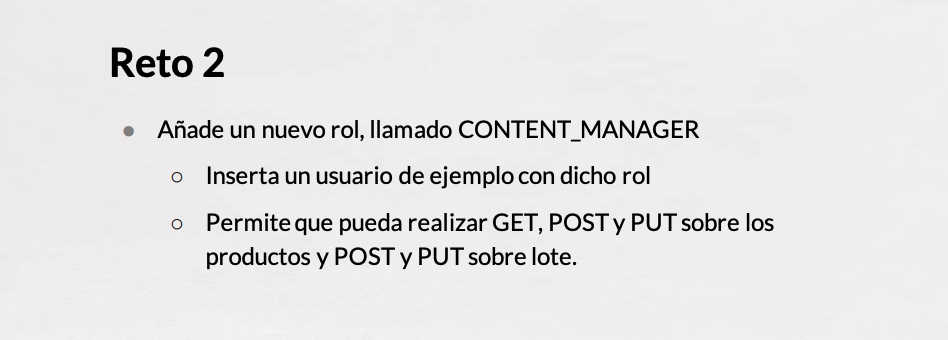 Reto 2
● Añade un nuevo rol, llamado CONTENT_MANAGER
○ Inserta un usuario de ejemplo con dicho rol
○ Permite que pueda realizar GET, POST y PUT sobre los
productos y POST y PUT sobre lote.